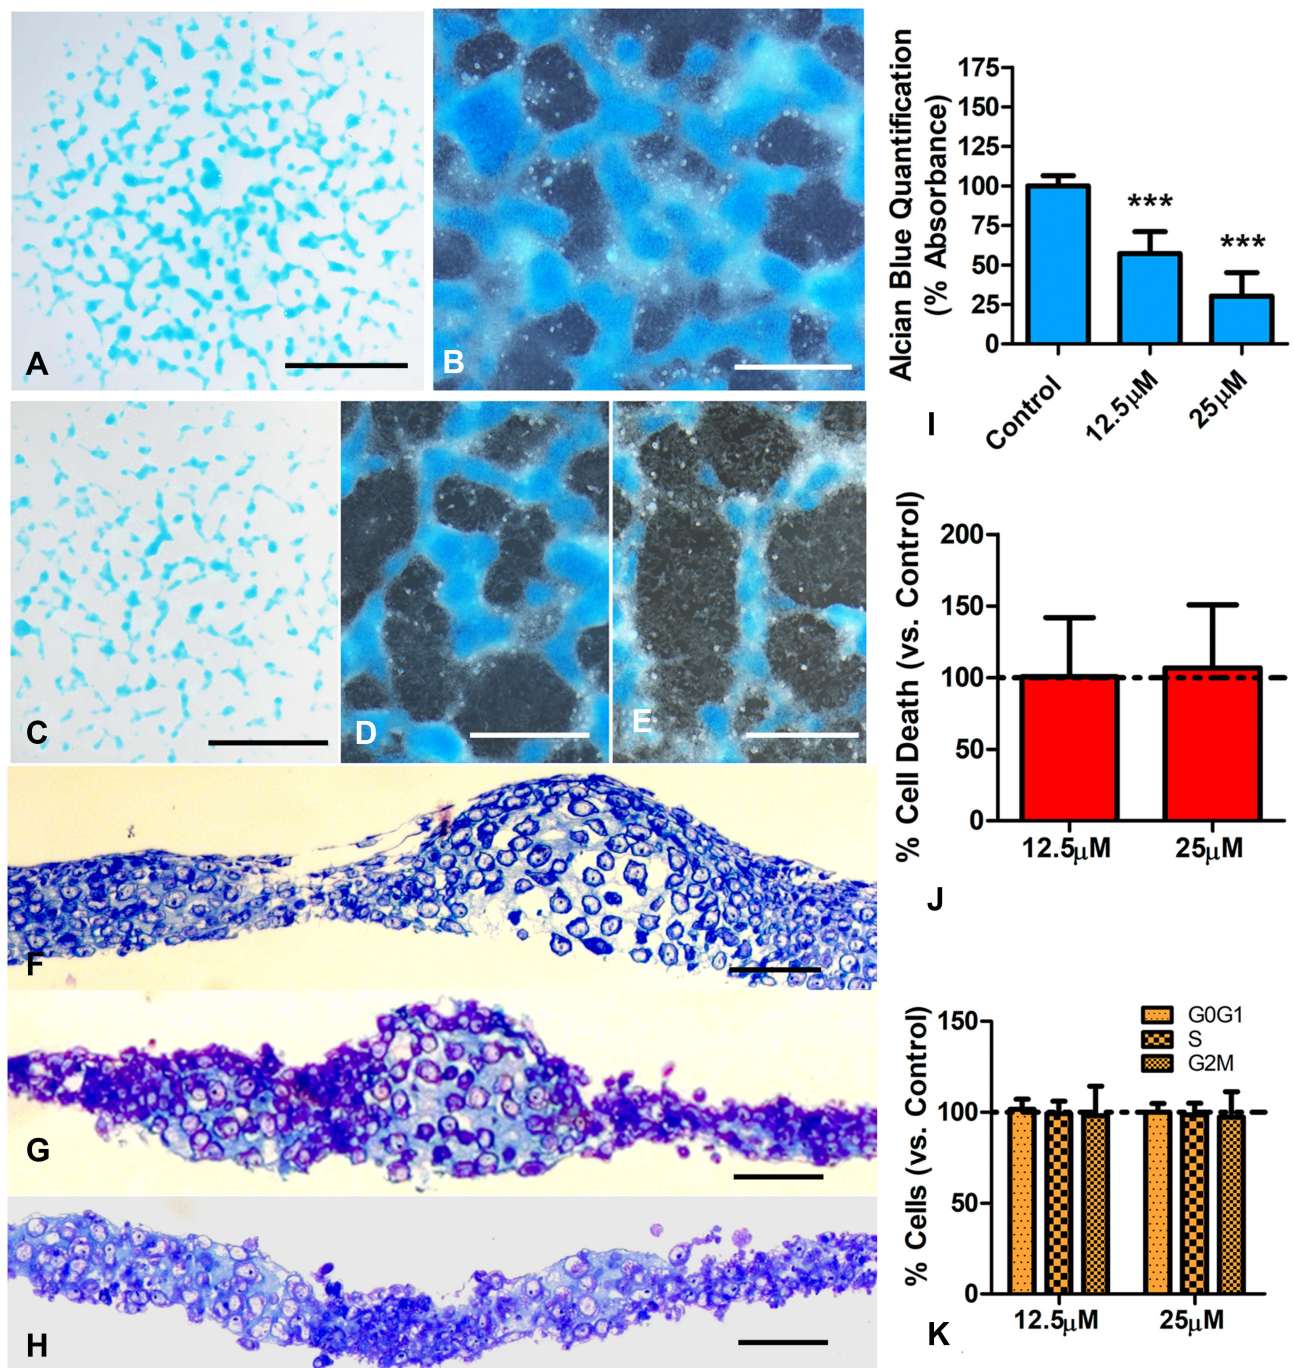 A
B
C
D
E
F
G
H
Alcian Blue Quantification
(% Absorbance)
175
150
125
100
75
50
25
0
***
***
Control
12.5µM
25µM
I
% Cell Death (vs. Control)
200
150
100
50
0
12.5µM
25µM
J
% Cells (vs. Control)
150
100
50
0
G0G1
S
G2M
12.5µM
25µM
K